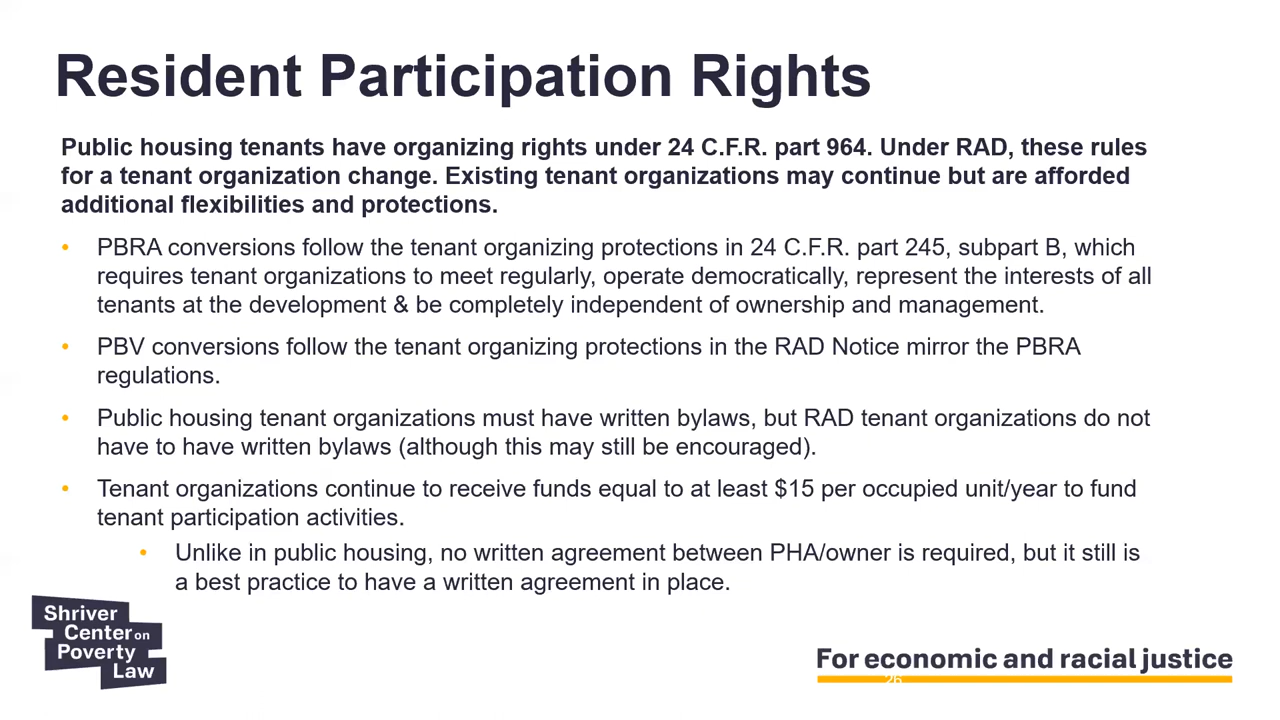 Resident Participation Rights
Public housing tenants have organizing rights under 24 C.F.R. part 964. Under RAD, these rules
for a tenant organization change. Existing tenant organizations may continue but are afforded
additional flexibilities and protections.
• PBRA conversions follow the tenant organizing protections in 24 C.F.R. part 245, subpart B, which
requires tenant organizations to meet regularly, operate democratically, represent the interests of all
tenants at the development & be completely independent of ownership and management.
• PBV conversions follow the tenant organizing protections in the RAD Notice mirror the PBRA
regulations.
• Public housing tenant organizations must have written bylaws, but RAD tenant organizations do not
have to have written bylaws (although this may still be encouraged).
• Tenant organizations continue to receive funds equal to at least $15 per occupied unit/year to fund
tenant participation activities.
• Unlike in public housing, no written agreement between PHA/owner is required, but it still is
a best practice to have a written agreement in place.
Shriver
Center on
Poverty
Law
For economic and racial justice
26